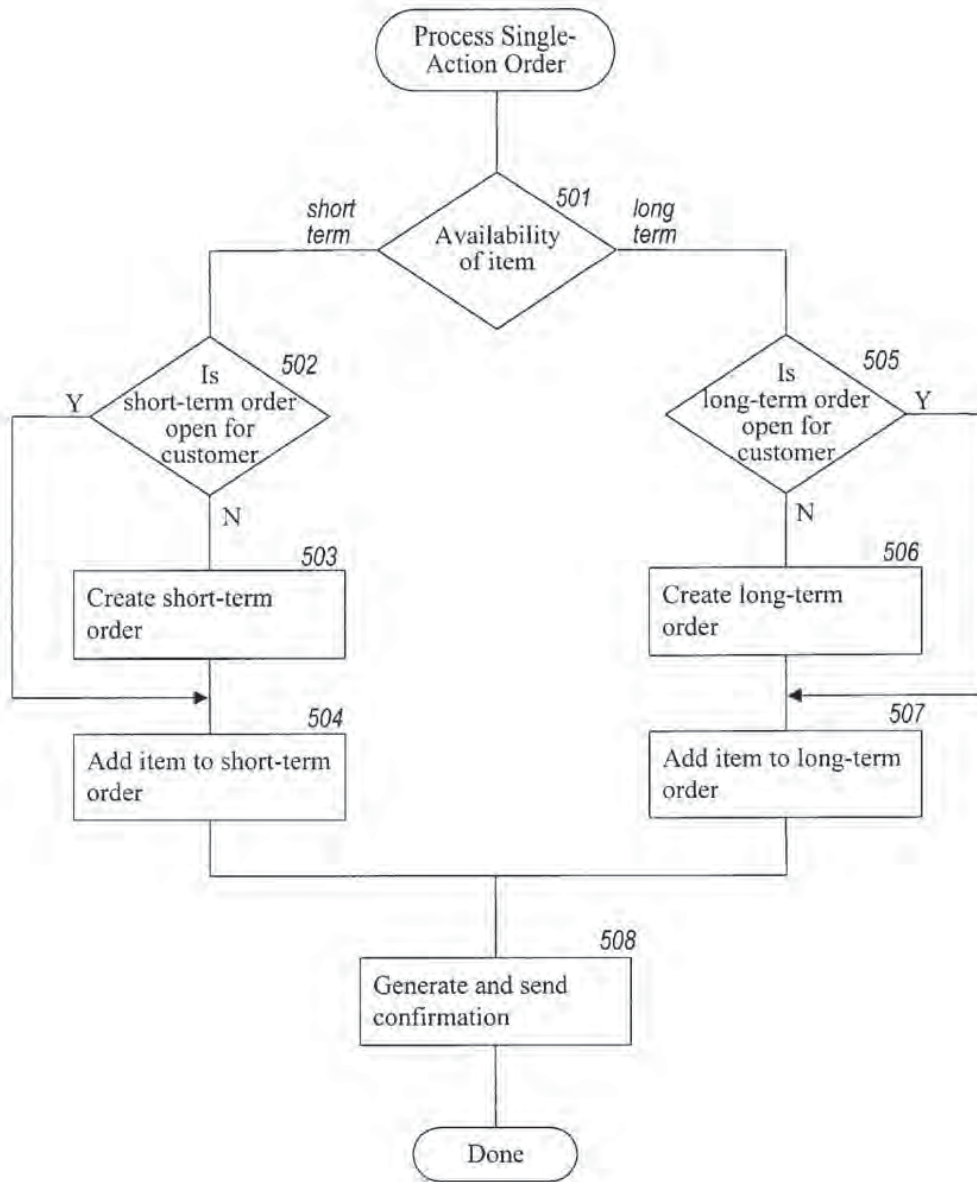 Process Single-
Action Order
501
short
term
long
term
Availability
of item
502
Is
short-term order
open for
customer
Y
N
505
Is
long-term order
open for
customer
Y
N
503
Create short-term
order
506
Create long-term
order
504
Add item to short-term
order
507
Add item to long-term
order
508
Generate and send
confirmation
Done